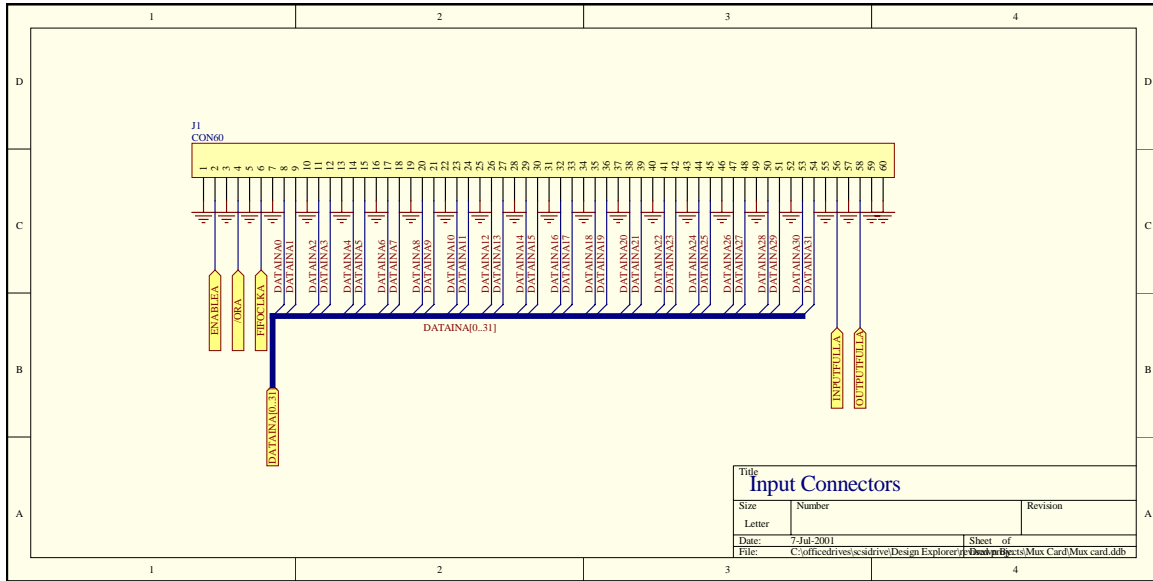 1 2 3 4
D D
J1
CON60
1 2 3 4 5 6 7 8 9 10 11 12 13 14 15 16 17 18 19 20 21 22 23 24 25 26 27 28 29 30 31 32 33 34 35 36 37 38 39 40 41 42 43 44 45 46 47 48 49 50 51 52 53 54 55 56 57 58 59 60
C C
DATAINA0
DATAINA1
DATAINA2
DATAINA3
DATAINA4
DATAINA5
DATAINA6
DATAINA7
DATAINA8
DATAINA9
DATAINA10
DATAINA11
DATAINA12
DATAINA13
DATAINA14
DATAINA15
DATAINA16
DATAINA17
DATAINA18
DATAINA19
DATAINA20
DATAINA21
DATAINA22
DATAINA23
DATAINA24
DATAINA25
DATAINA26
DATAINA27
DATAINA28
DATAINA29
DATAINA30
DATAINA31
ENABLEA
/ORA
FIFOCLKA
DATAINA[0..31]
B B
INPUTFULLA
OUTPUTFULLA
DATAINA[0..31]
A A
Title
Input Connectors
Size Number Revision
Letter
Date: 7-Jul-2001 Sheet of
File: C:\officedrives\scsidrive\Design Explorer\ Mux Card\Mux card.ddb
1 2 3 4